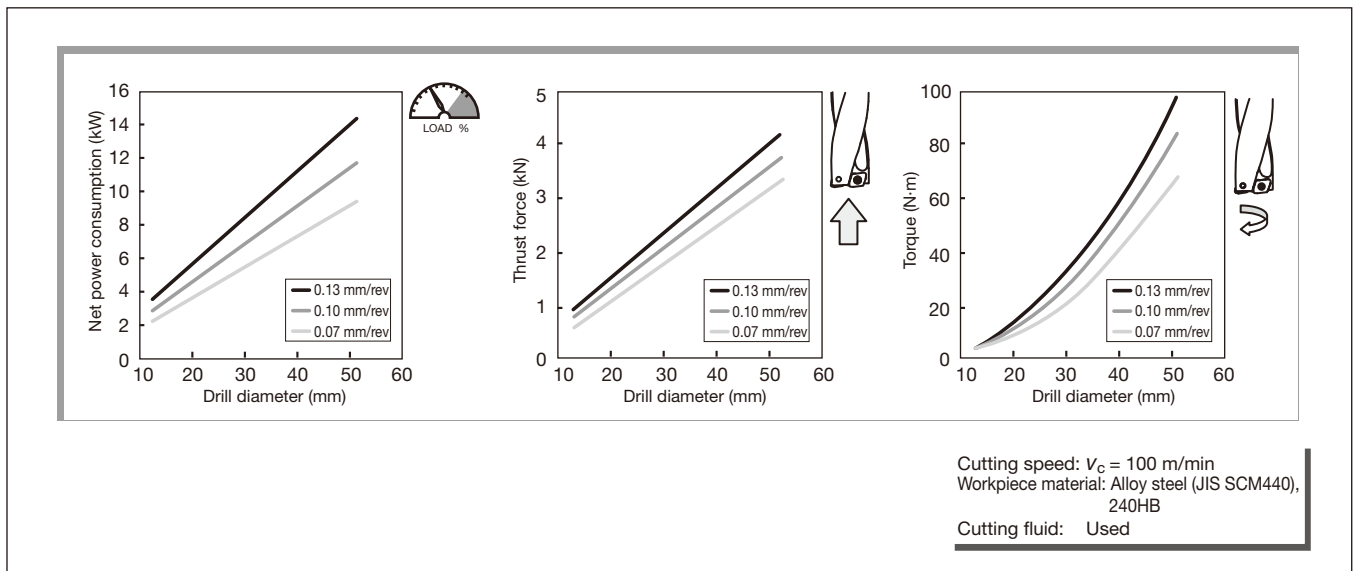 Net power consumption (kW)
16
14
12
10
8
6
4
2
0
10 20 30 40 50 60
Drill diameter (mm)
0.13 mm/rev
0.10 mm/rev
0.07 mm/rev
LOAD %
Thrust force (kN)
5
4
3
2
1
0
10 20 30 40 50 60
Drill diameter (mm)
0.13 mm/rev
0.10 mm/rev
0.07 mm/rev
Torque (N·m)
100
80
60
40
20
0
10 20 30 40 50 60
Drill diameter (mm)
0.13 mm/rev
0.10 mm/rev
0.07 mm/rev
Cutting speed: Vc = 100 m/min
Workpiece material: Alloy steel (JIS SCM440),
240HB
Cutting fluid: Used